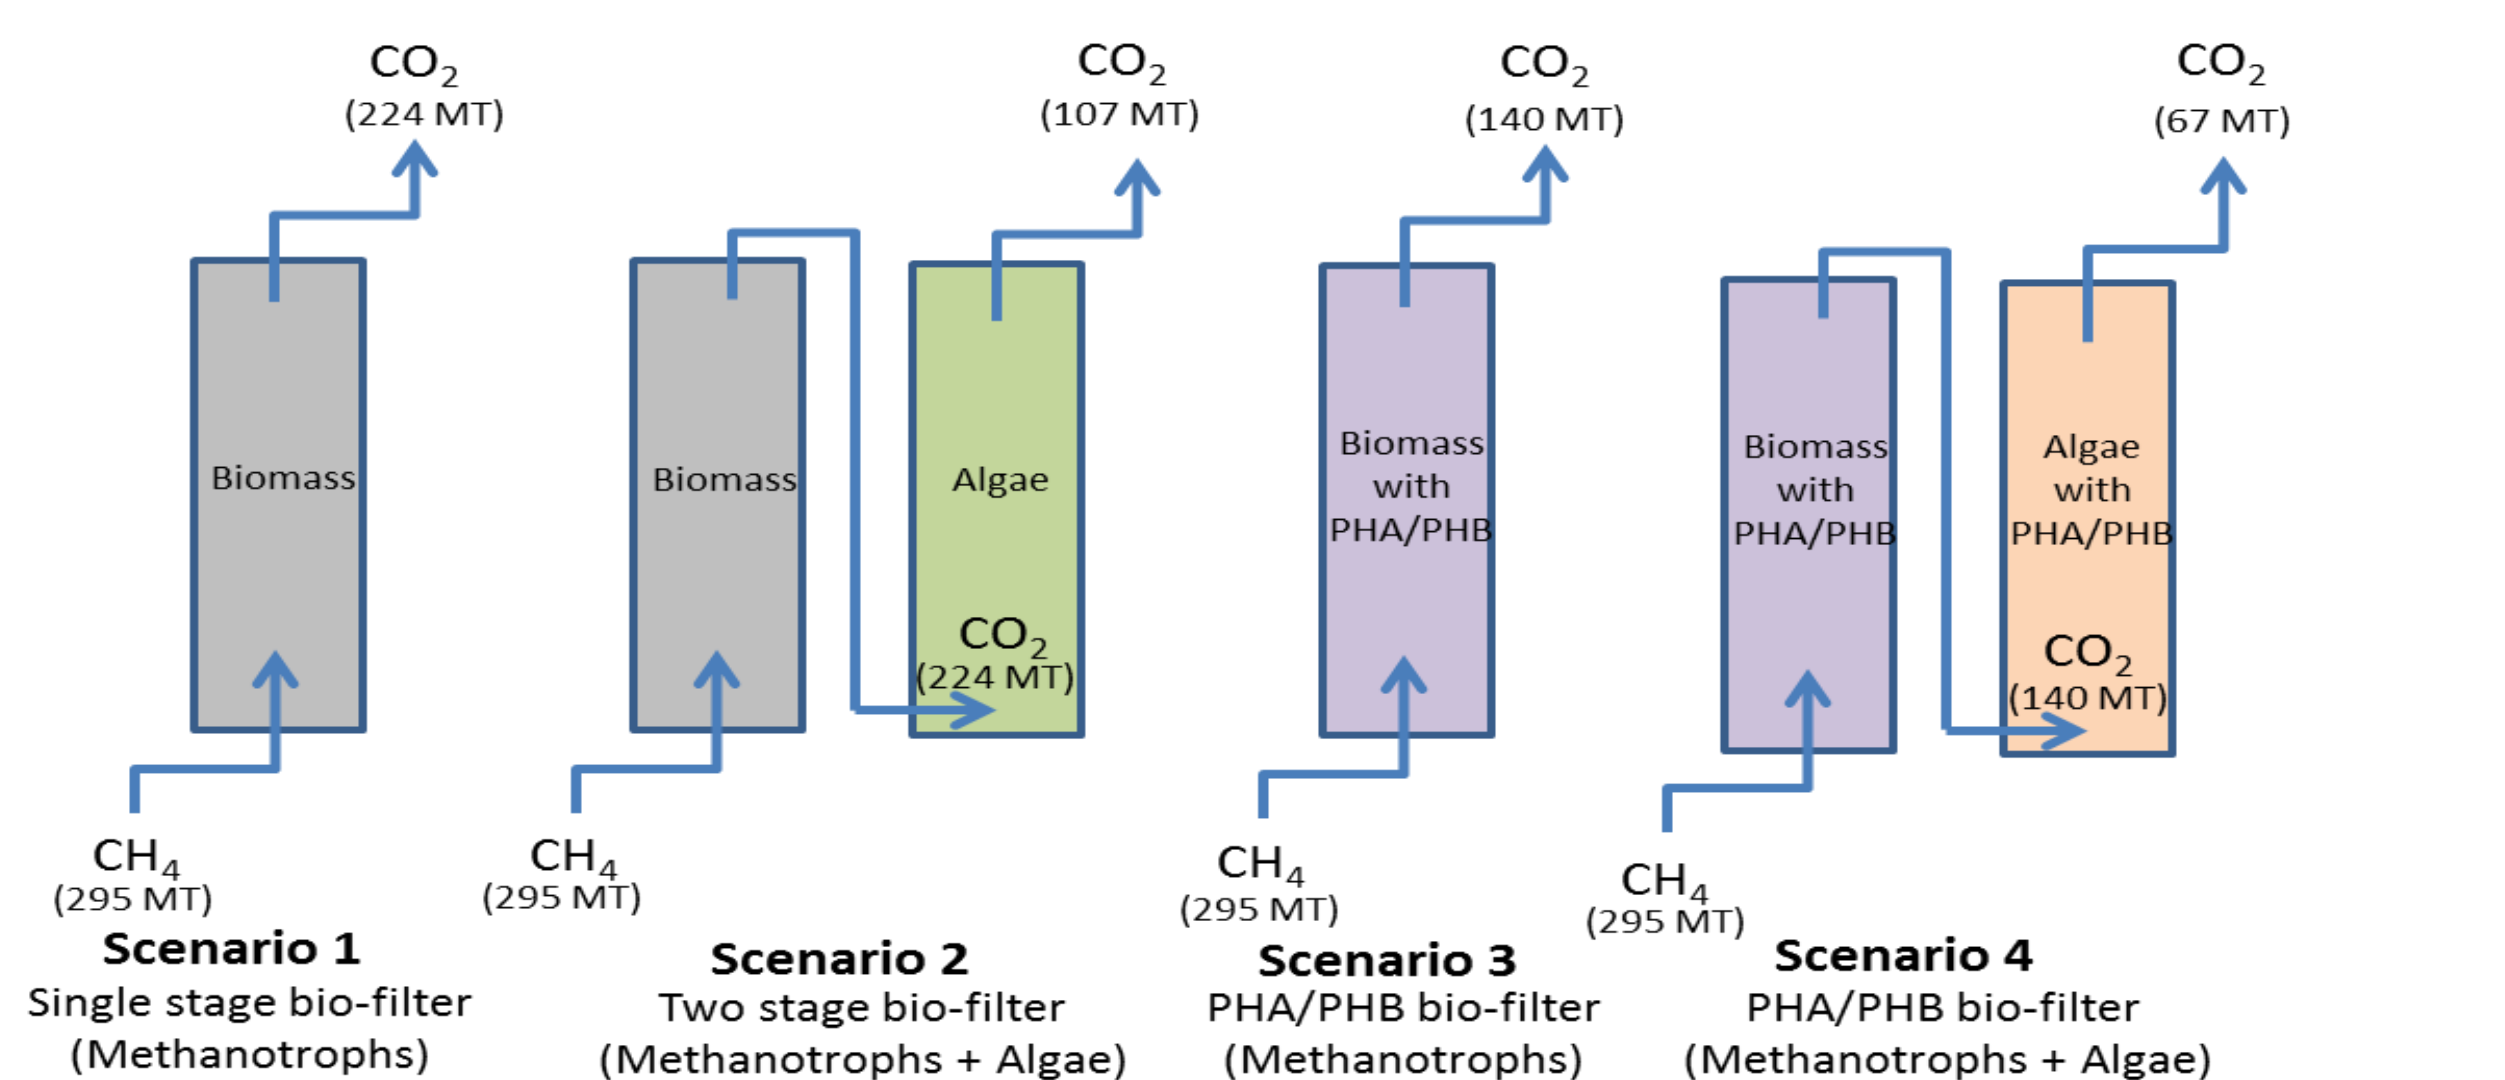 CO₂
(224 MT)
Biomass
CH₄
(295 MT)
Scenario 1
Single stage bio-filter
(Methanotrophs)
CO₂
(107 MT)
Biomass
Algae
CO₂
(224 MT)
CH₄
(295 MT)
Scenario 2
Two stage bio-filter
(Methanotrophs + Algae)
CO₂
(140 MT)
Biomass
with
PHA/PHB
CH₄
(295 MT)
Scenario 3
PHA/PHB bio-filter
(Methanotrophs)
CO₂
(67 MT)
Biomass
with
PHA/PHB
Algae
with
PHA/PHB
CO₂
(140 MT)
CH₄
(295 MT)
Scenario 4
PHA/PHB bio-filter
(Methanotrophs + Algae)